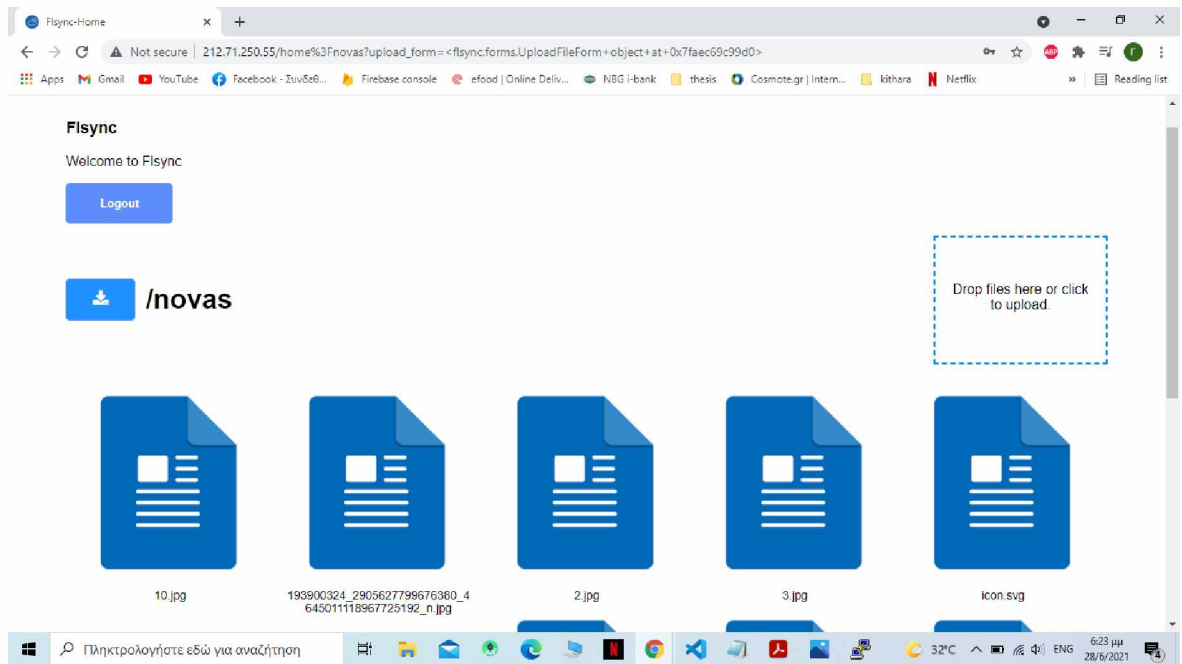 Flsync-Home
Not secure | 212.71.250.55/home%3Fnovas?upload_form=<flsync.forms.UploadFileForm+object+at+0x7faec69c99d0>
Apps Gmail YouTube Facebook - Συνδεθ... Firebase console efood | Online Deliv... NBG i-bank thesis Cosmote.gr | Intern... kithara Netflix » Reading list
Flsync
Welcome to Flsync
Logout
/novas
Drop files here or click
to upload.
10.jpg
193900324_2905627799676380_4
645011118967725192_n.jpg
2.jpg
3.jpg
icon.svg
Πληκτρολογήστε εδώ για αναζήτηση
32°C ENG
6:23 μμ
28/6/2021
4